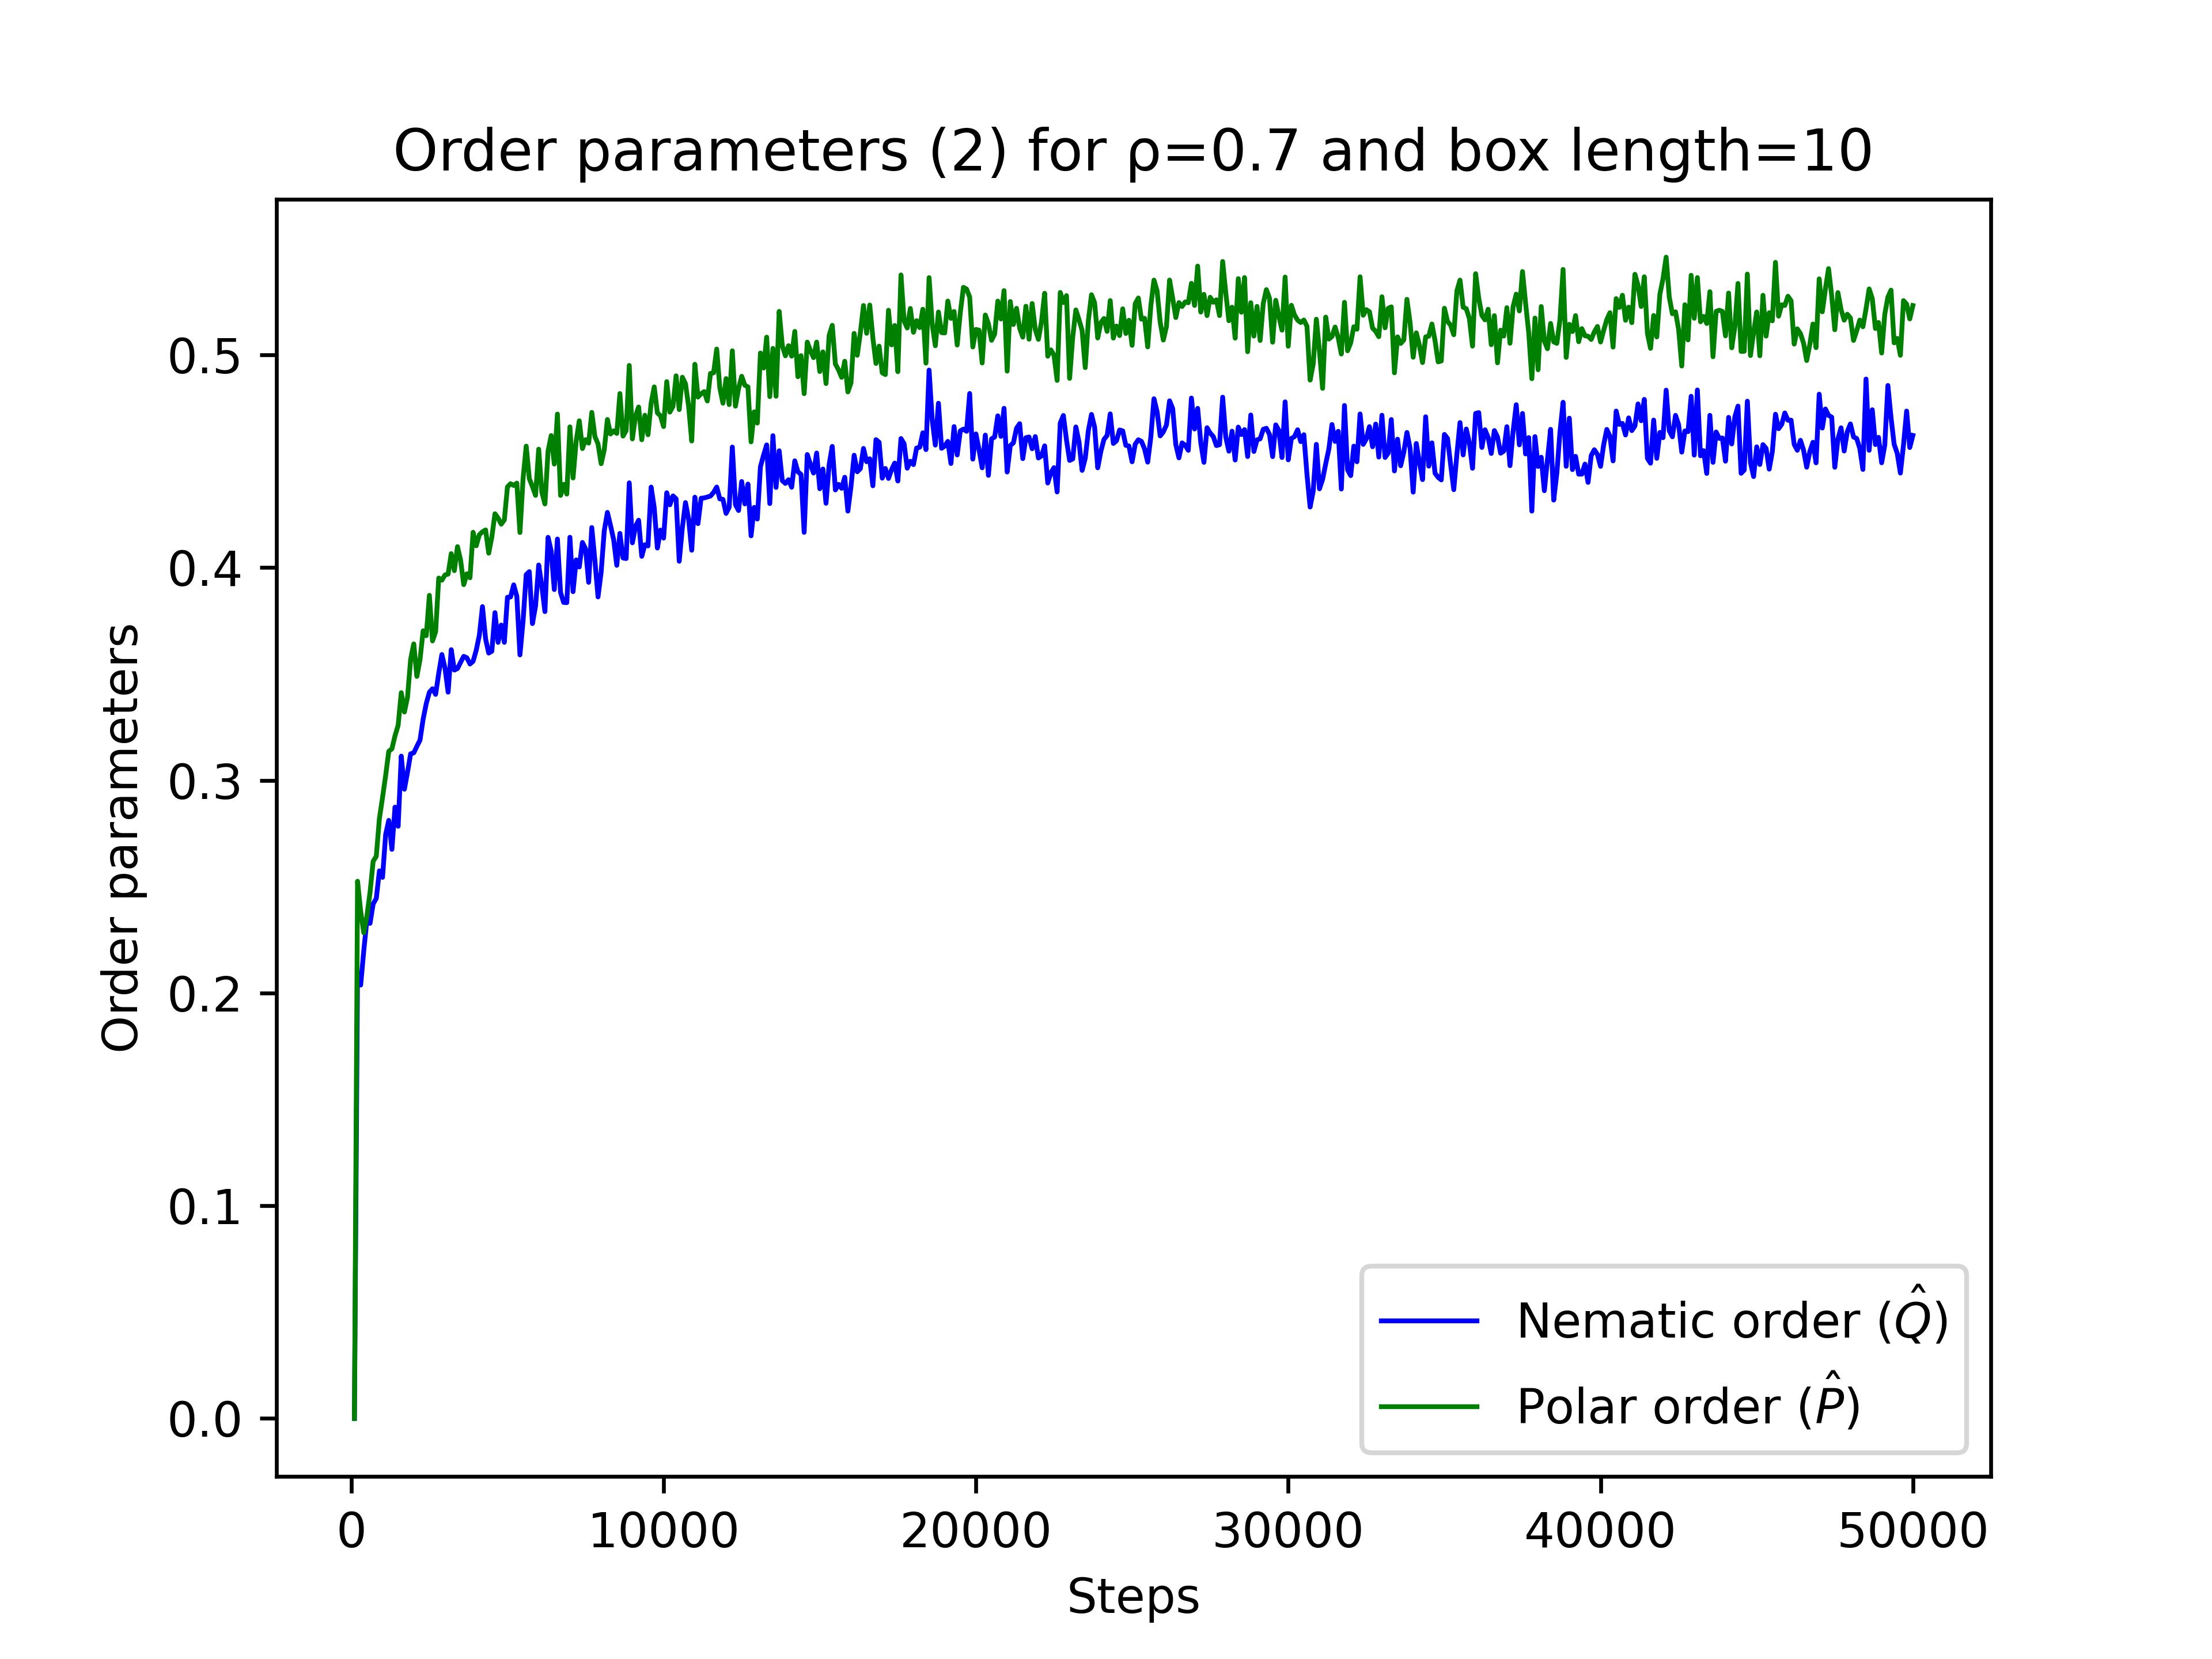 Order parameters (2) for ρ=0.7 and box length=10
Order parameters
0.5
0.4
0.3
0.2
0.1
0.0
0 10000 20000 30000 40000 50000
Steps
Nematic order (Q̂)
Polar order (P̂)